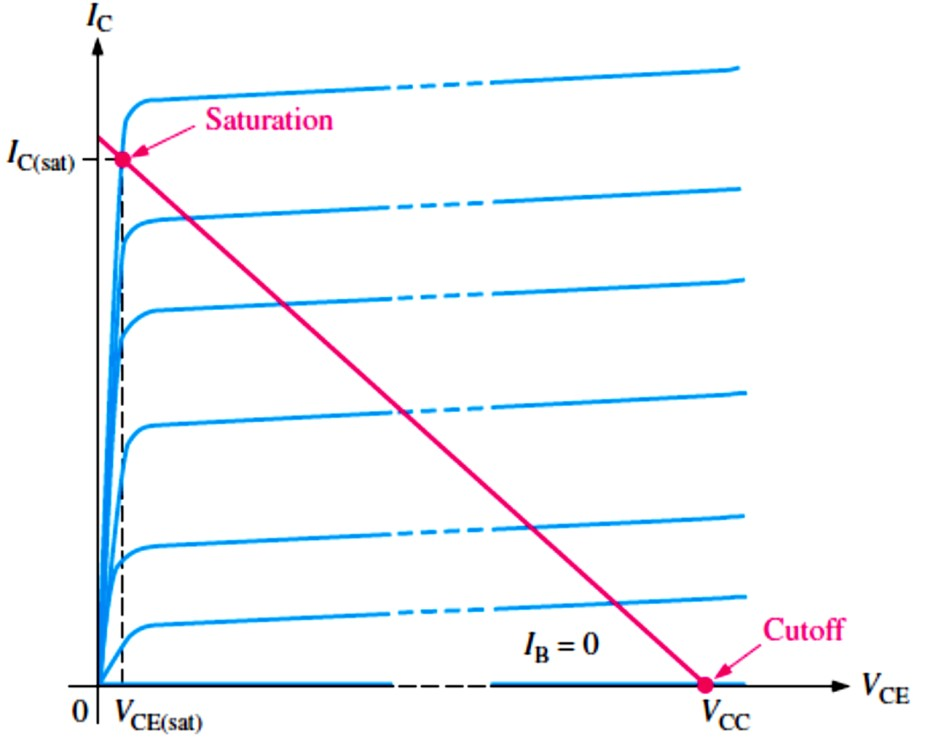 I_C
Saturation
I_C(sat)
I_B = 0
Cutoff
0
V_CE(sat)
V_CC
V_CE